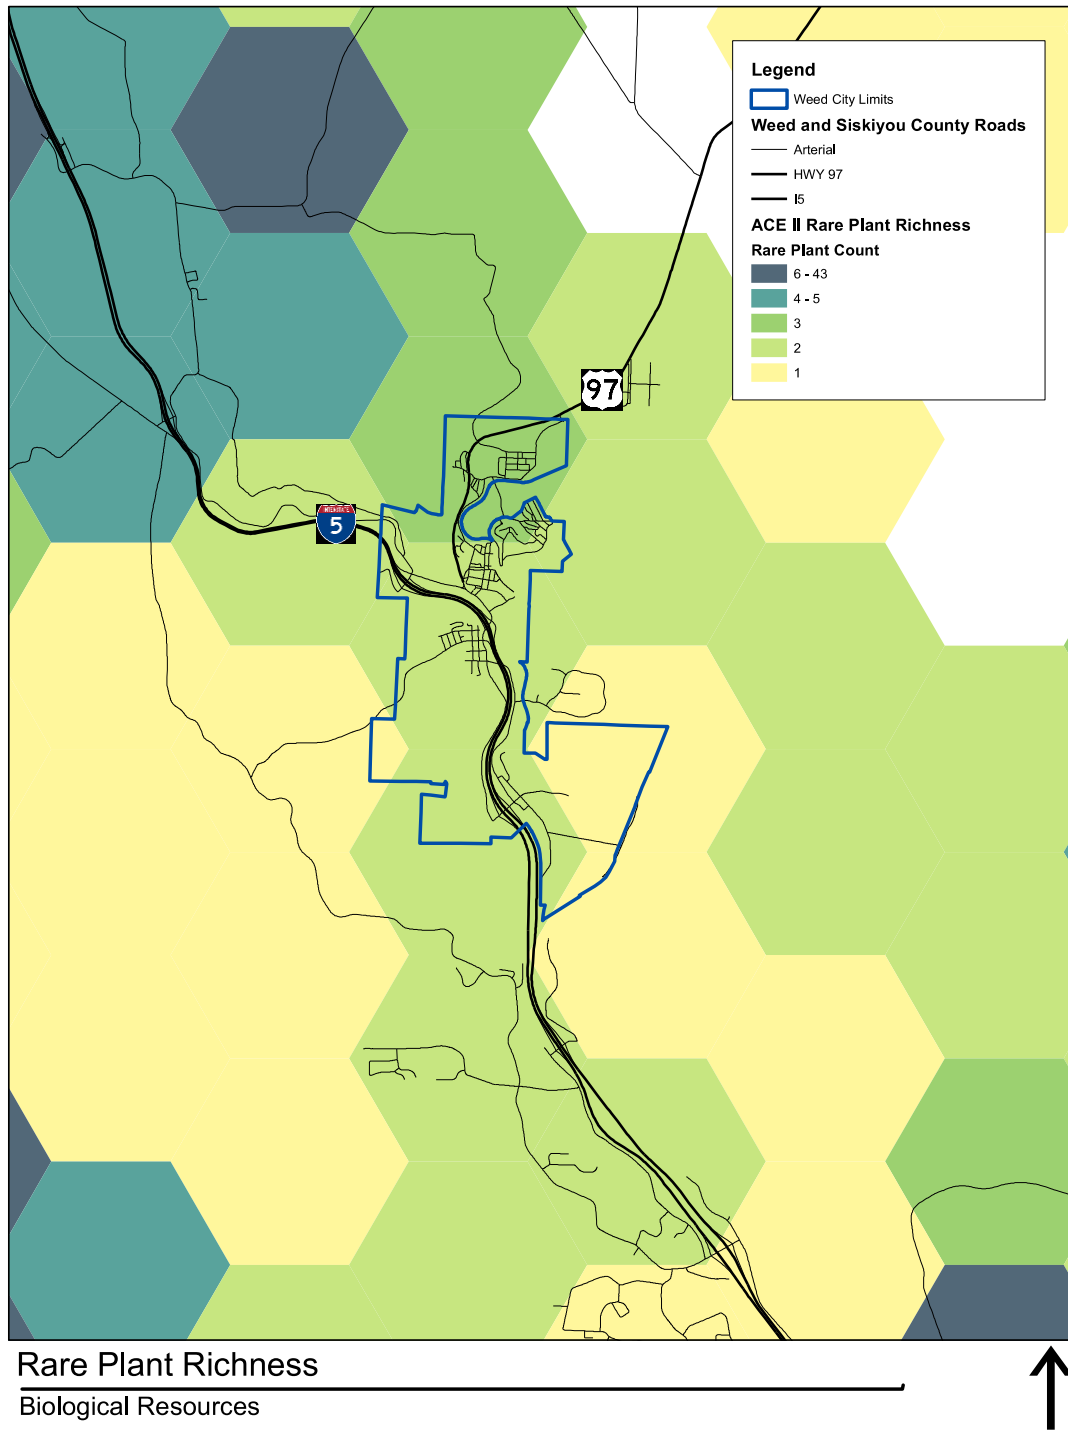 Legend
Weed City Limits
Weed and Siskiyou County Roads
Arterial
HWY 97
I5
ACE II Rare Plant Richness
Rare Plant Count
6 - 43
4 - 5
3
2
1
97
INTERSTATE
5
Rare Plant Richness
Biological Resources